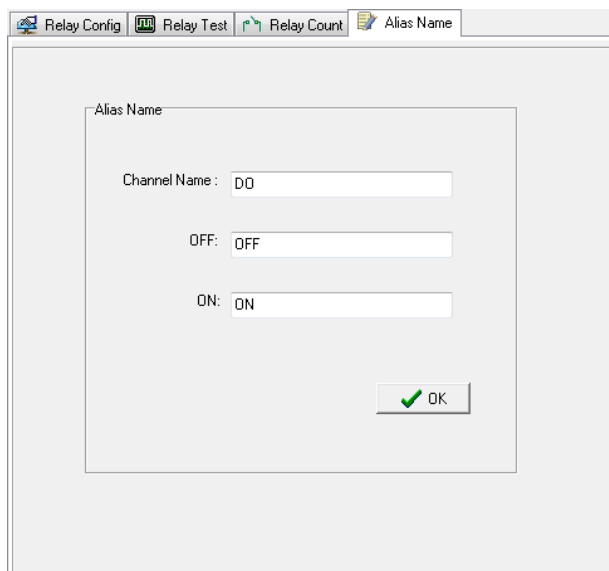 Relay Config Relay Test Relay Count Alias Name
Alias Name
Channel Name : DO
OFF: OFF
ON: ON
OK